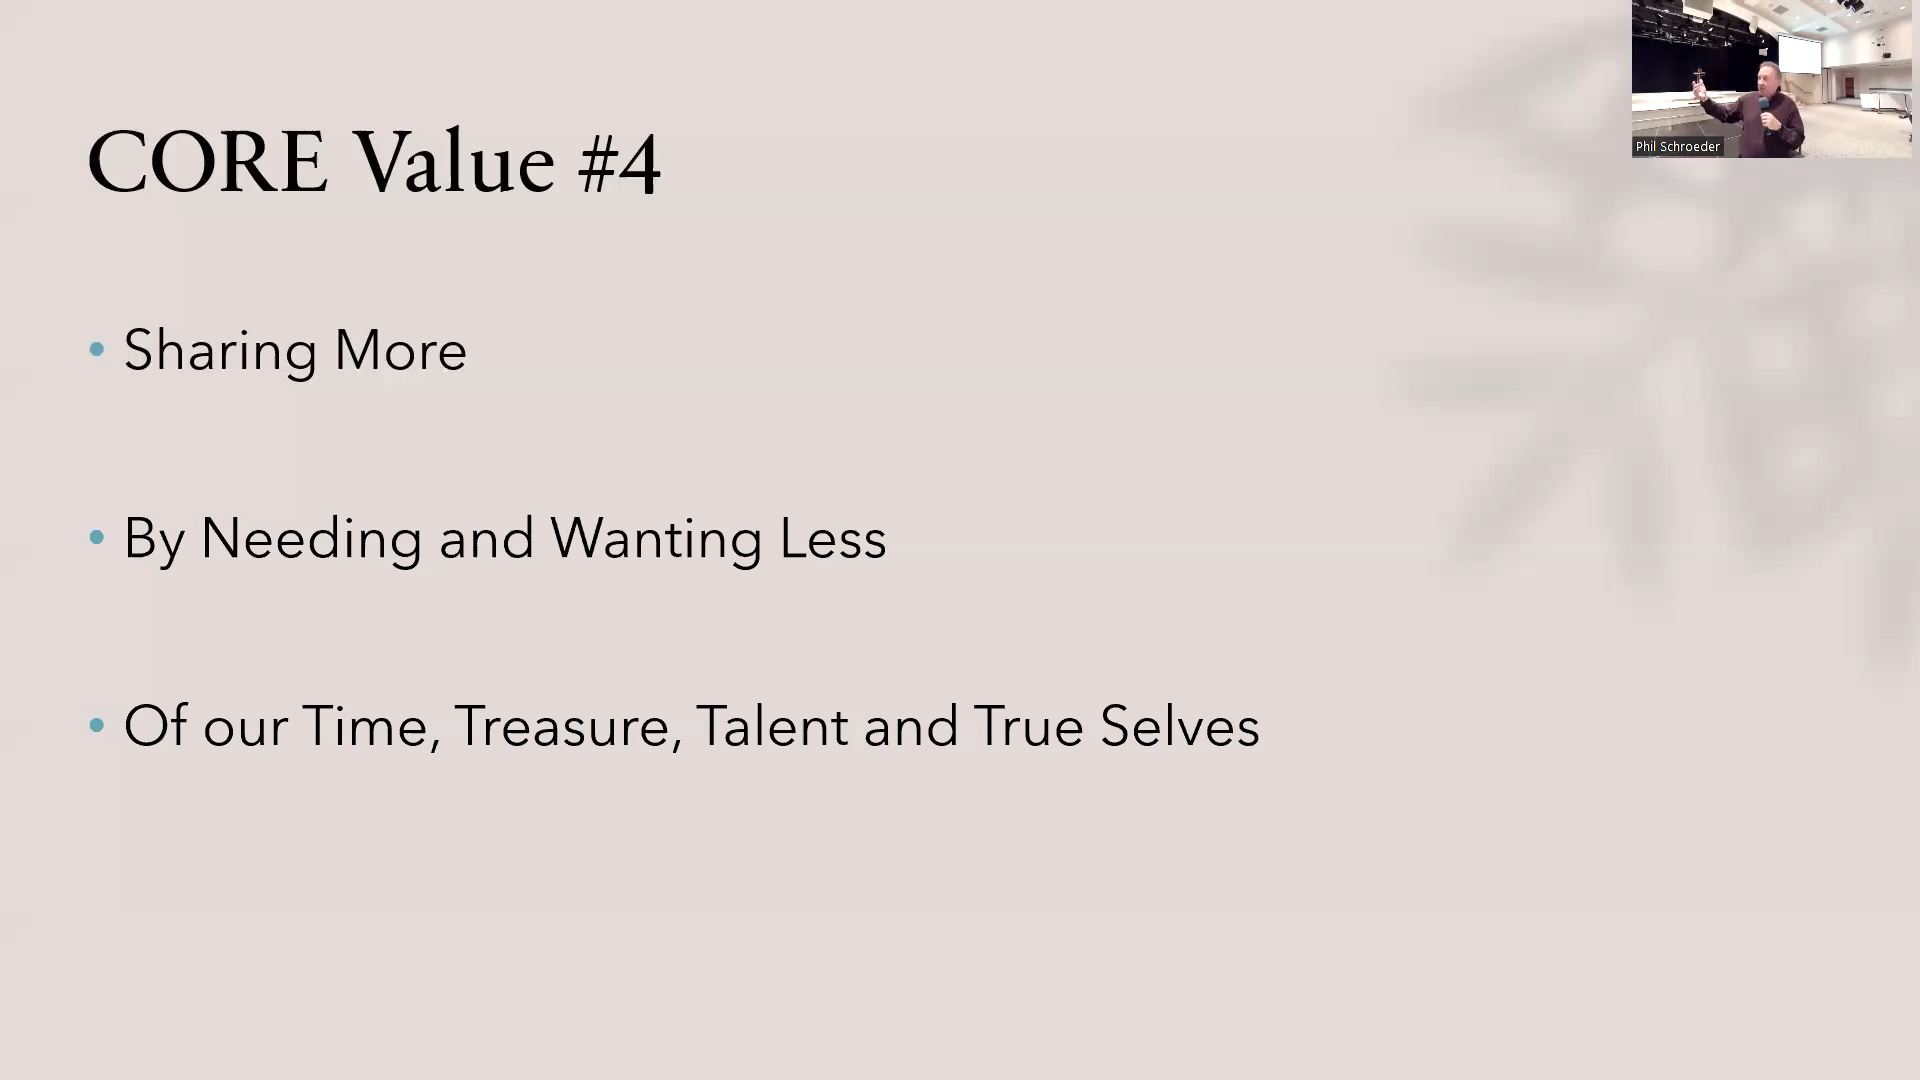 CORE Value #4
• Sharing More
• By Needing and Wanting Less
• Of our Time, Treasure, Talent and True Selves
Phil Schroeder